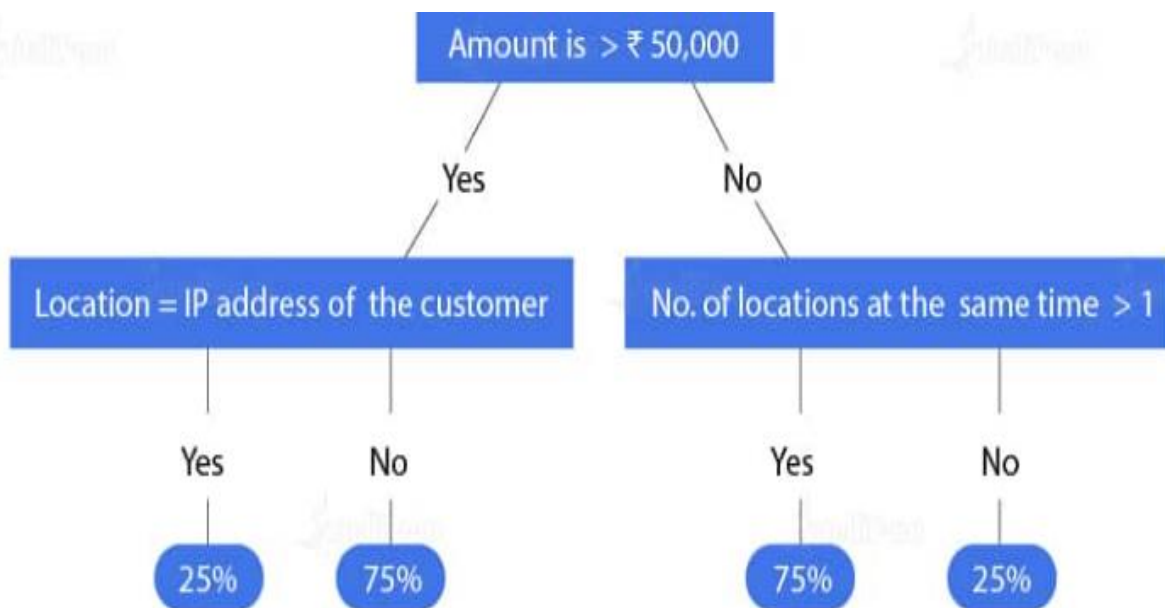 Amount is > ₹ 50,000
Yes
No
Location = IP address of the customer
No. of locations at the same time > 1
Yes
No
Yes
No
25%
75%
75%
25%